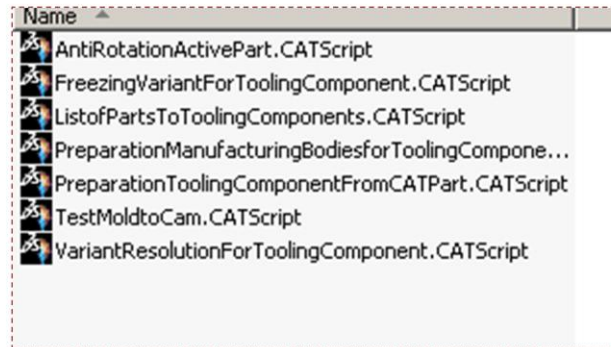 Name
AntiRotationActivePart.CATScript
FreezingVariantForToolingComponent.CATScript
ListofPartsToToolingComponents.CATScript
PreparationManufacturingBodiesforToolingCompone...
PreparationToolingComponentFromCATPart.CATScript
TestMoldtoCam.CATScript
VariantResolutionForToolingComponent.CATScript